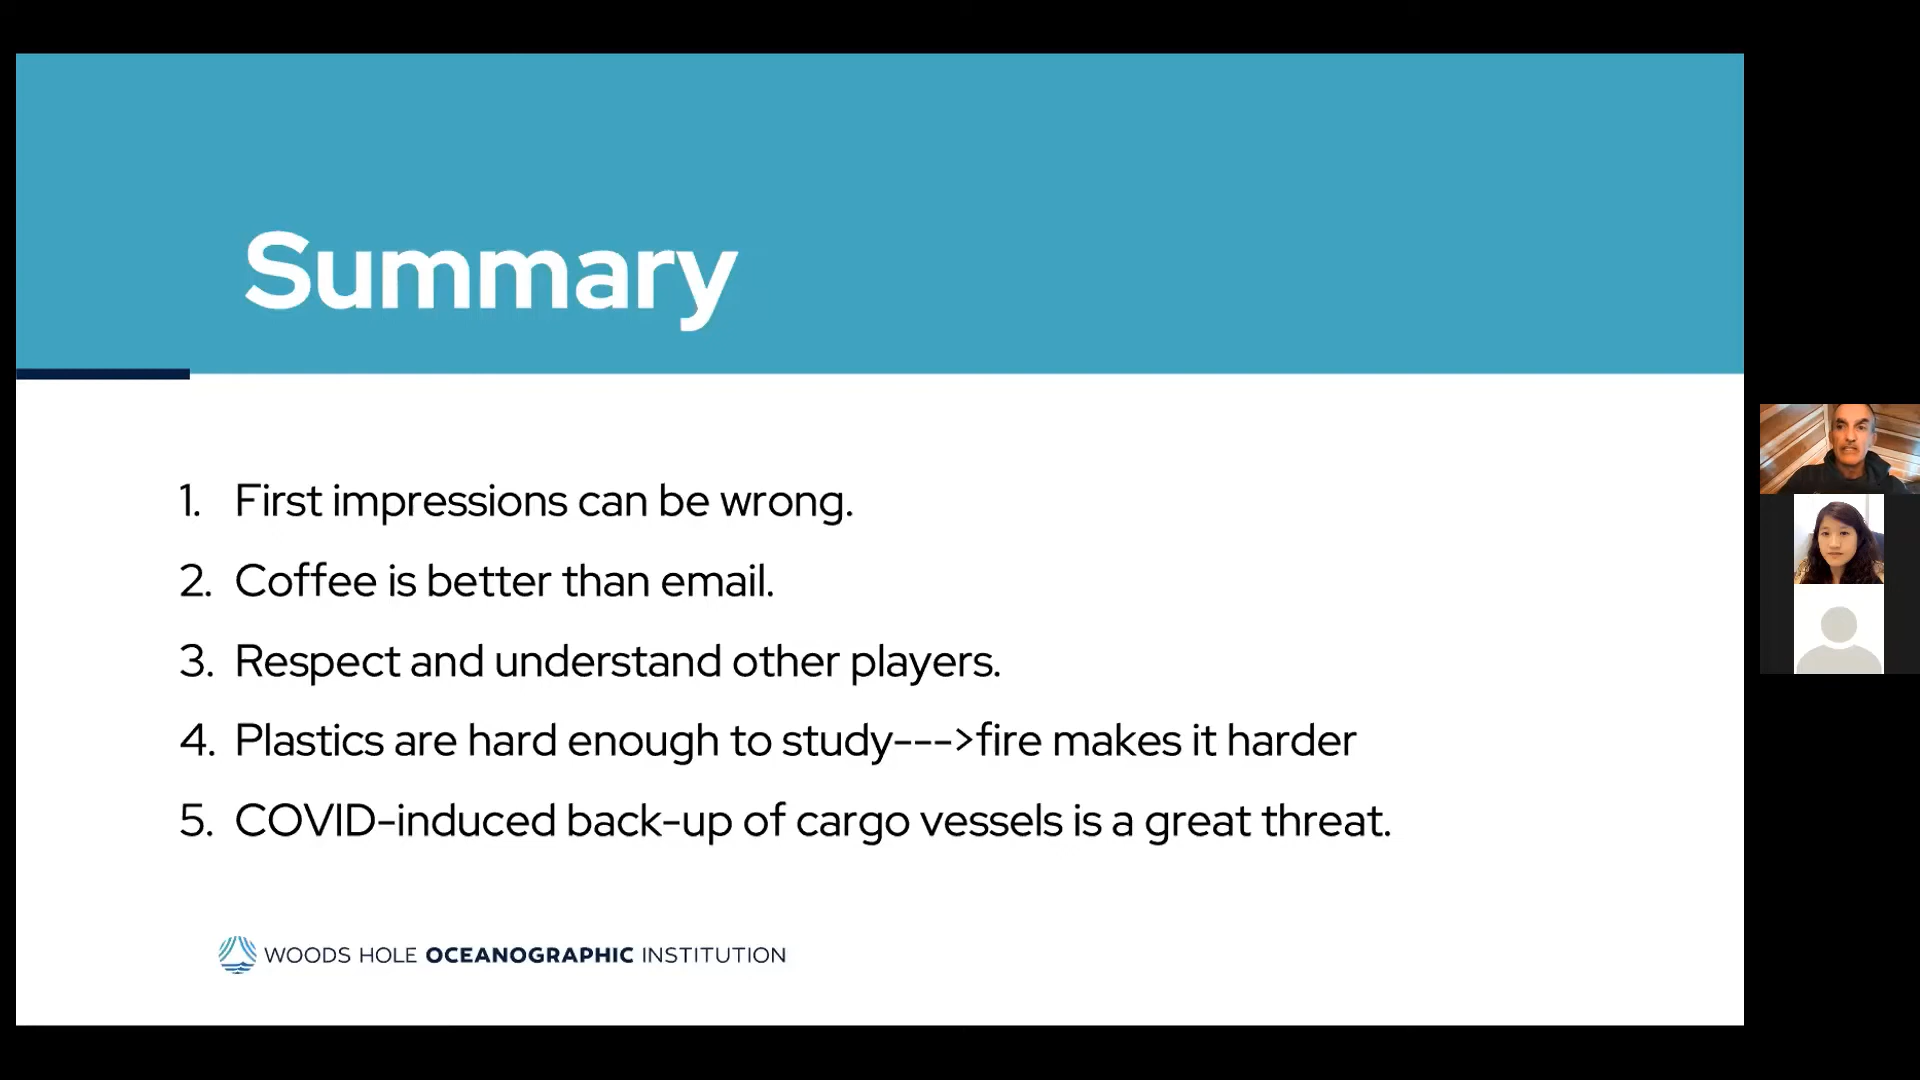 Summary
1. First impressions can be wrong.
2. Coffee is better than email.
3. Respect and understand other players.
4. Plastics are hard enough to study--->fire makes it harder
5. COVID-induced back-up of cargo vessels is a great threat.
WOODS HOLE OCEANOGRAPHIC INSTITUTION